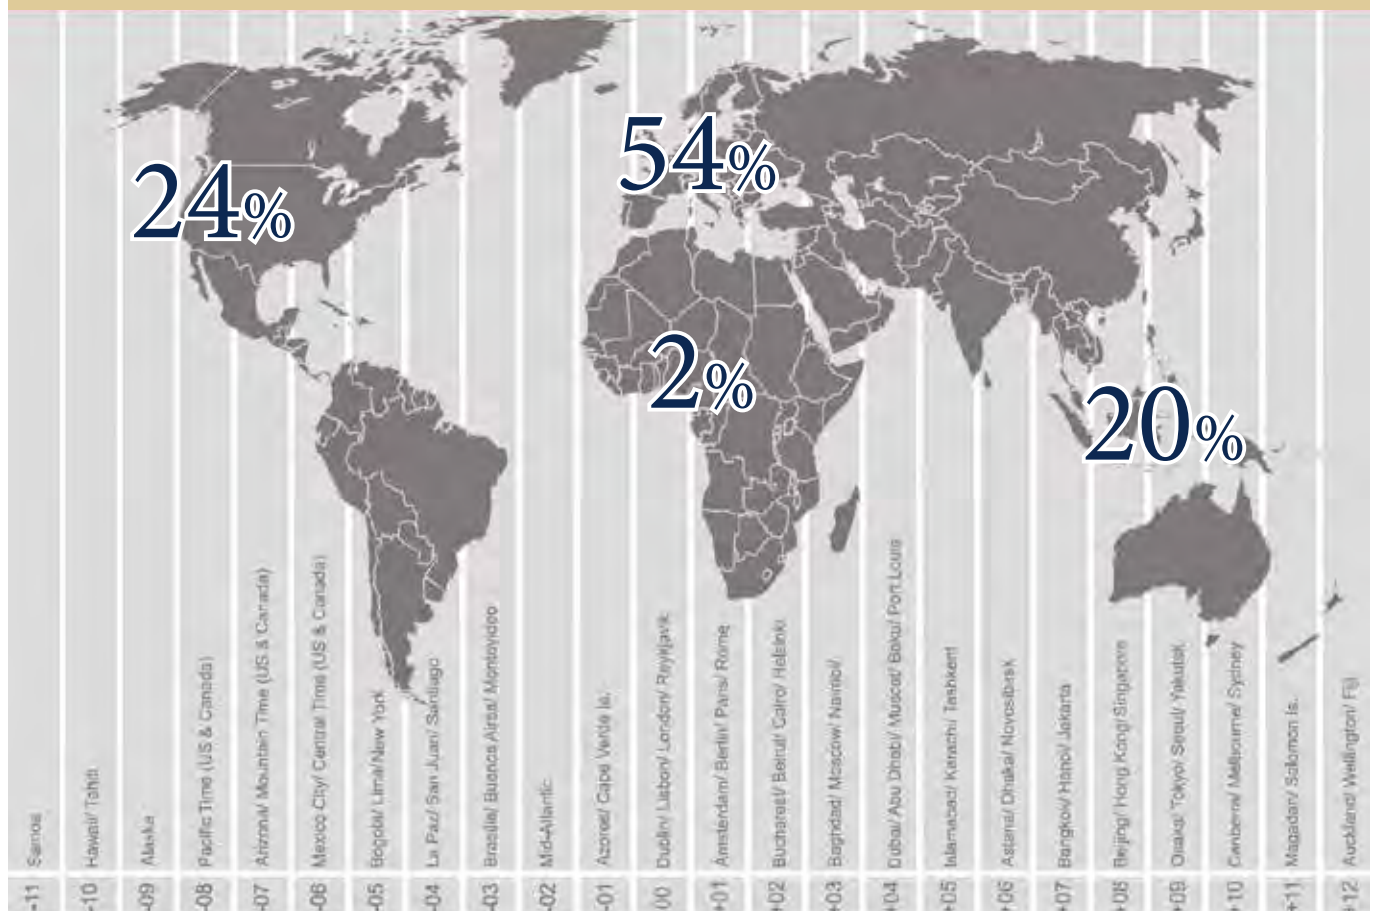 24%
54%
2%
20%
-11 Samoa
-10 Hawaii/ Tahiti
-09 Alaska
-08 Pacific Time (US & Canada)
-07 Arizona/ Mountain Time (US & Canada)
-06 Mexico City/ Central Time (US & Canada)
-05 Bogota/ Lima/New York
-04 La Paz/ San Juan/ Santiago
-03 Brasilia/ Buenos Aires/ Montevideo
-02 Mid-Atlantic
-01 Azores/ Cape Verde Is.
00 Dublin/ Lisbon/ London/ Reykjavik
+01 Amsterdam/ Berlin/ Paris/ Rome
+02 Bucharest/ Beirut/ Cairo/ Helsinki
+03 Baghdad/ Moscow/ Nairobi/
+04 Dubai/ Abu Dhabi/ Muscat/ Baku/ Port Louis
+05 Islamabad/ Karachi/ Tashkent
+06 Astana/ Dhaka/ Novosibirsk
+07 Bangkok/ Hanoi/ Jakarta
+08 Beijing/ Hong Kong/ Singapore
+09 Osaka/ Tokyo/ Seoul/ Yakutsk
+10 Canberra/ Melbourne/ Sydney
+11 Magadan/ Solomon Is.
+12 Auckland/ Wellington/ Fiji